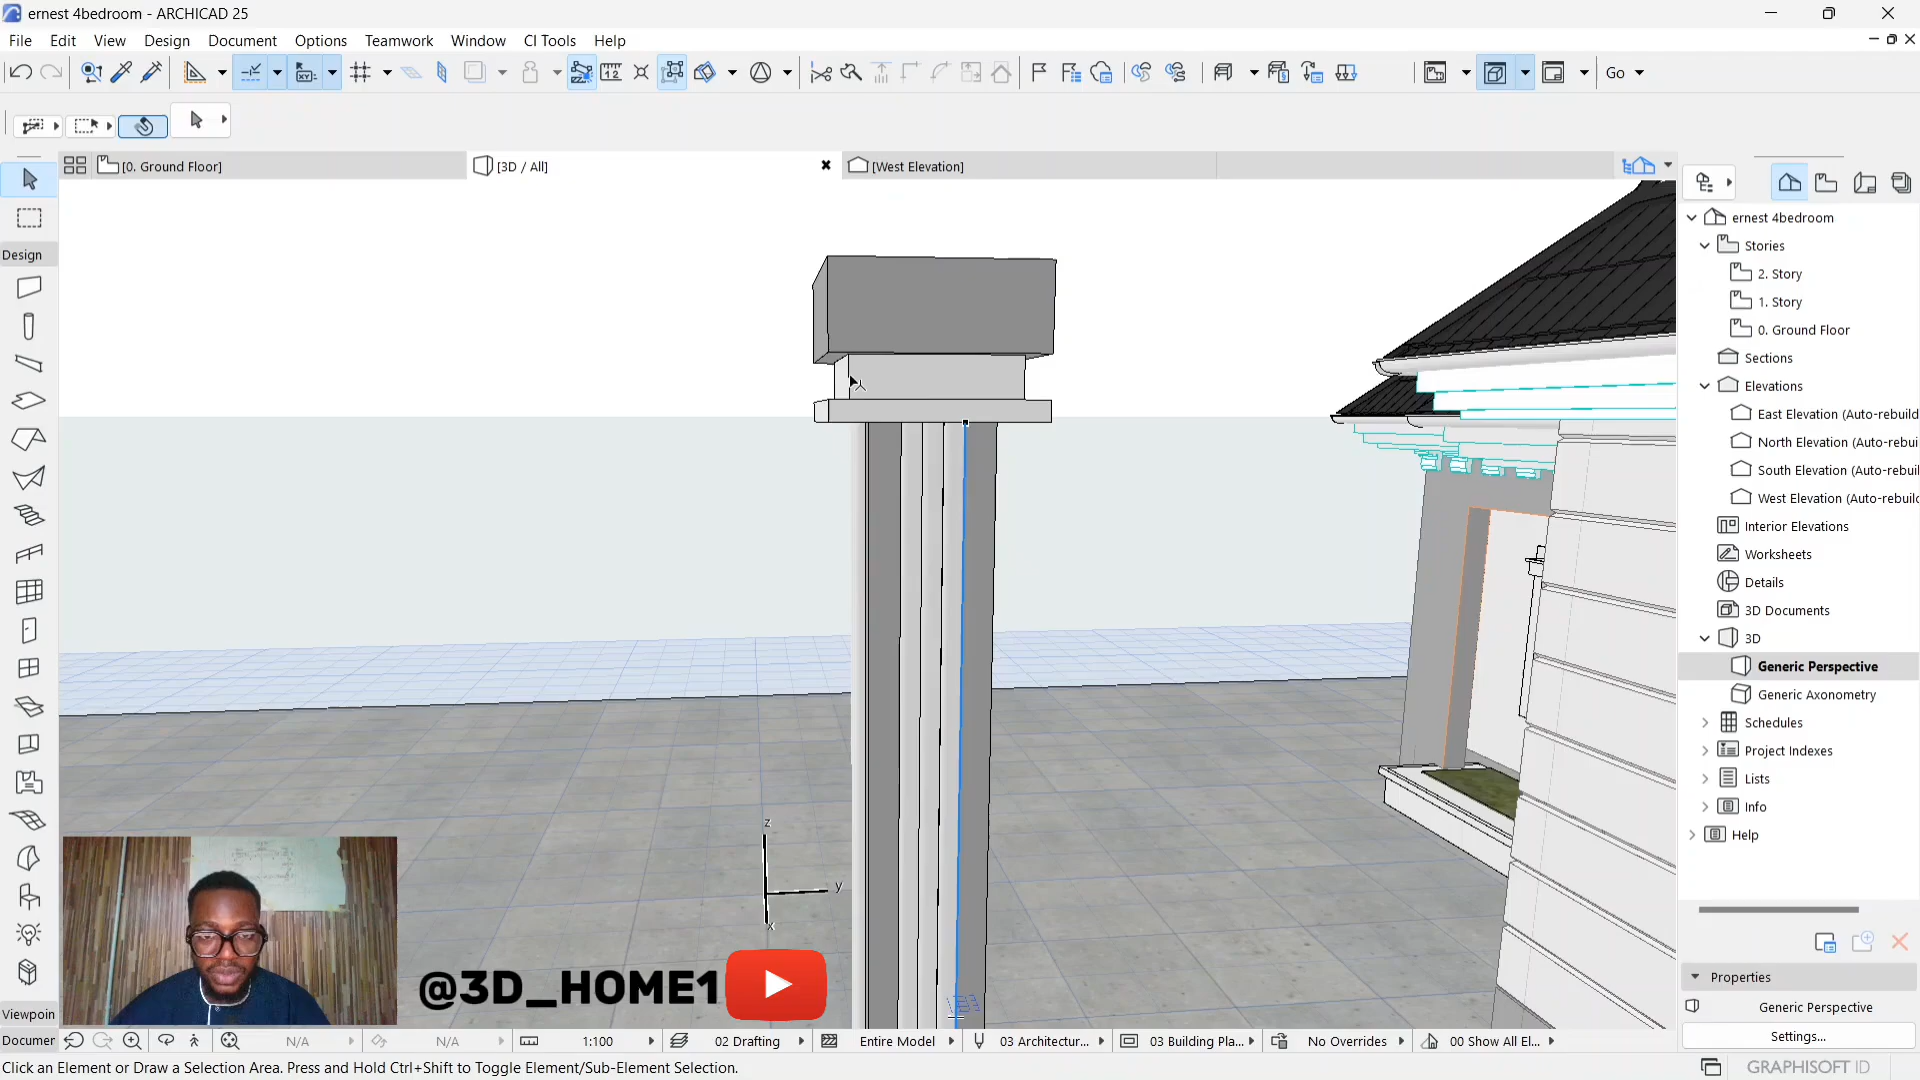 ernest 4bedroom - ARCHICAD 25
File Edit View Design Document Options Teamwork Window CI Tools Help
Go
[0. Ground Floor]
[3D / All]
[West Elevation]
Design
ernest 4bedroom
Stories
2. Story
1. Story
0. Ground Floor
Sections
Elevations
East Elevation (Auto-rebuild
North Elevation (Auto-rebui
South Elevation (Auto-rebuil
West Elevation (Auto-rebuild
Interior Elevations
Worksheets
Details
3D Documents
3D
Generic Perspective
Generic Axonometry
Schedules
Project Indexes
Lists
Info
Help
z
y
x
@3D_HOME1
Viewpoin
Properties
Generic Perspective
Settings...
Documer
N/A
N/A
1:100
02 Drafting
Entire Model
03 Architectur...
03 Building Pla...
No Overrides
00 Show All El...
Click an Element or Draw a Selection Area. Press and Hold Ctrl+Shift to Toggle Element/Sub-Element Selection.
GRAPHISOFT ID